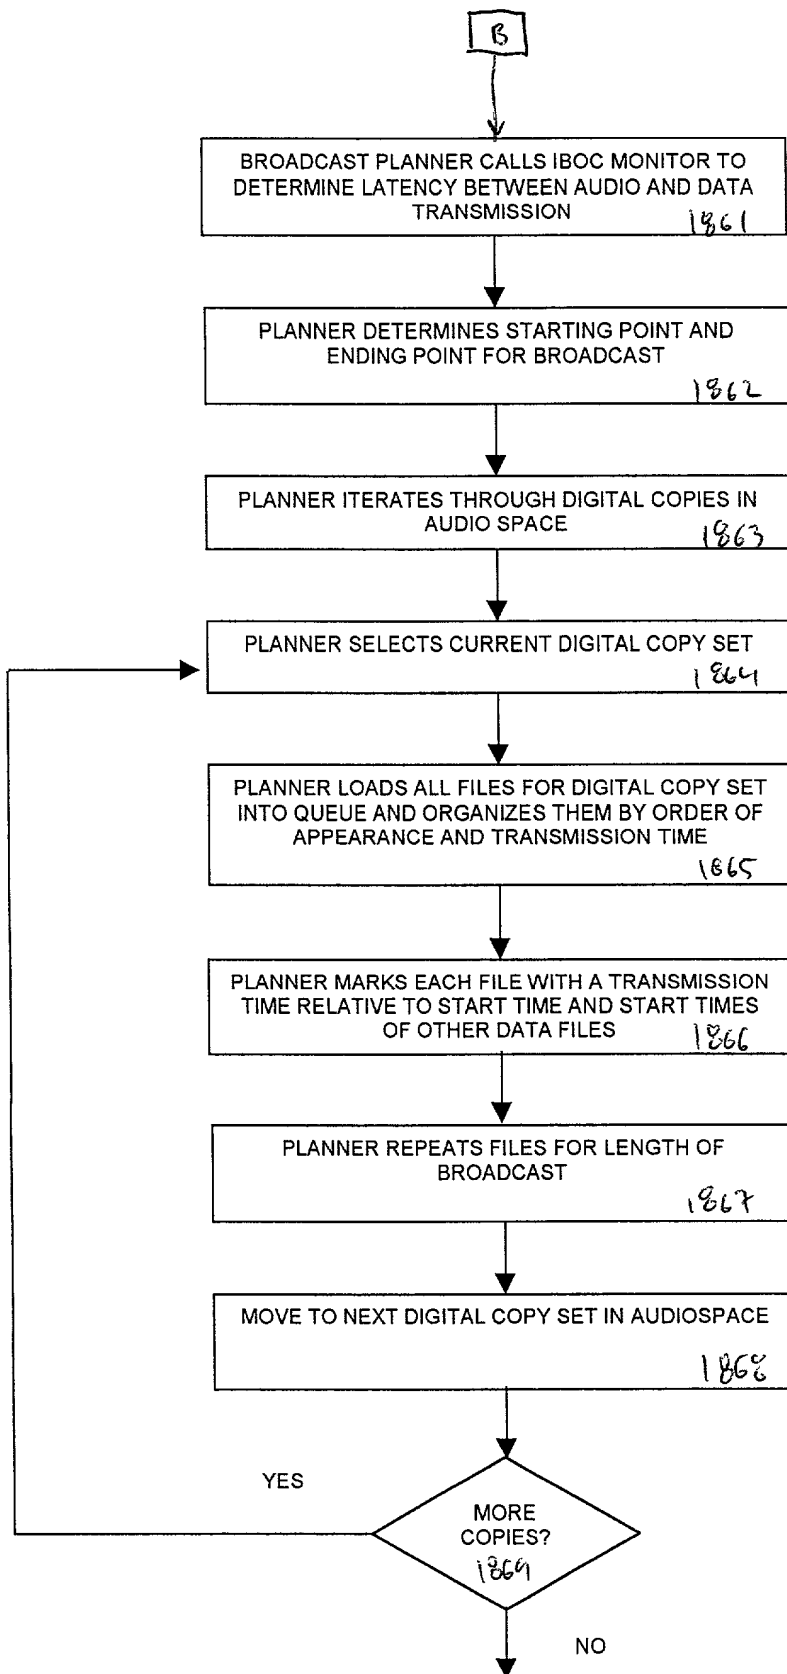 B
BROADCAST PLANNER CALLS IBOC MONITOR TO
DETERMINE LATENCY BETWEEN AUDIO AND DATA
TRANSMISSION
1861
PLANNER DETERMINES STARTING POINT AND
ENDING POINT FOR BROADCAST
1862
PLANNER ITERATES THROUGH DIGITAL COPIES IN
AUDIO SPACE
1863
PLANNER SELECTS CURRENT DIGITAL COPY SET
1864
PLANNER LOADS ALL FILES FOR DIGITAL COPY SET
INTO QUEUE AND ORGANIZES THEM BY ORDER OF
APPEARANCE AND TRANSMISSION TIME
1865
PLANNER MARKS EACH FILE WITH A TRANSMISSION
TIME RELATIVE TO START TIME AND START TIMES
OF OTHER DATA FILES
1866
PLANNER REPEATS FILES FOR LENGTH OF
BROADCAST
1867
MOVE TO NEXT DIGITAL COPY SET IN AUDIOSPACE
1868
YES
MORE
COPIES?
1869
NO